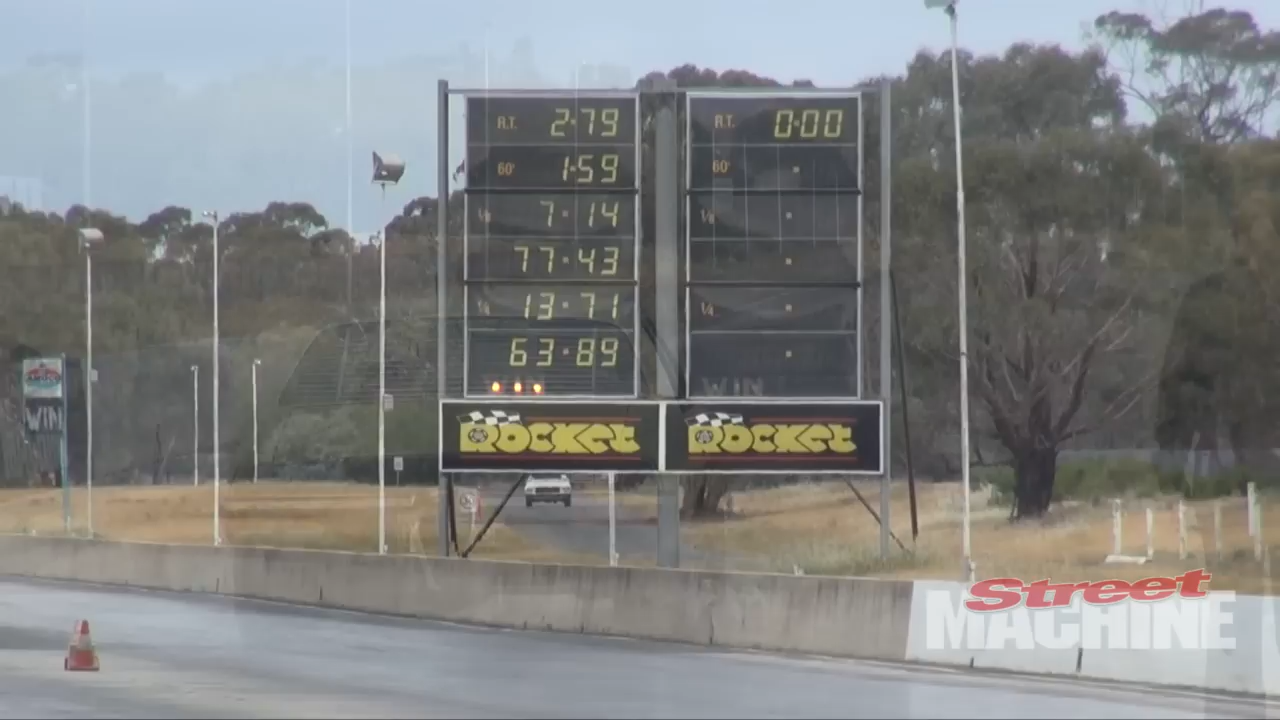 R.T. 2.79
60' 1.59
1/8 7.14
77.43
1/4 13.71
63.89
R.T. 0.00
60' .
1/8 .
.
1/4 .
.
WIN
WIN
Rocket
Rocket
Street
MACHINE